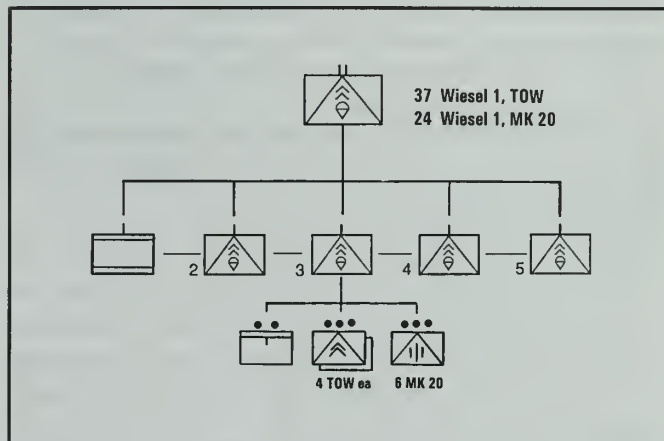 37 Wiesel 1, TOW
24 Wiesel 1, MK 20
2
3
4
5
4 TOW ea
6 MK 20